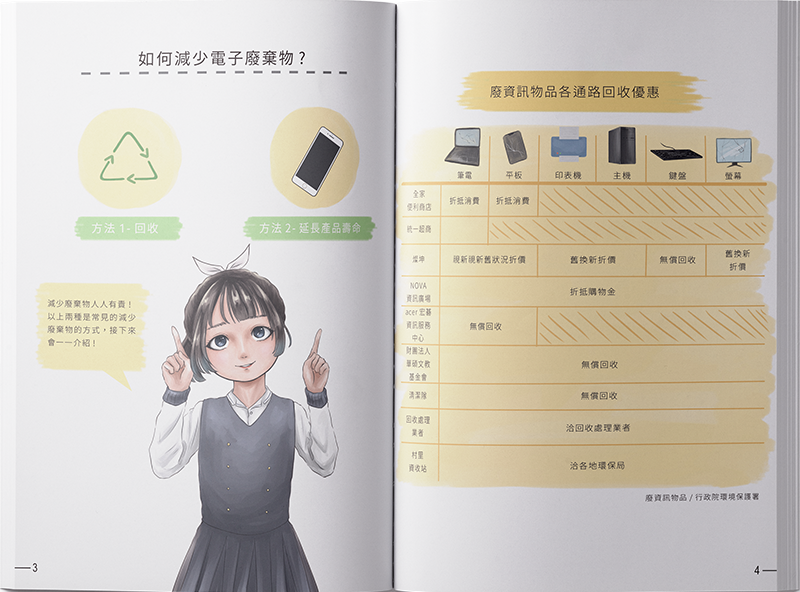 如何減少電子廢棄物？
方法 1- 回收
方法 2- 延長產品壽命
減少廢棄物人人有責！
以上兩種是常見的減少
廢棄物的方式，接下來
會一一介紹！
3
廢資訊物品各通路回收優惠
筆電 平板 印表機 主機 鍵盤 螢幕
全家
便利商店
折抵消費 折抵消費
統一超商
燦坤 視新視新舊狀況折價 舊換新折價 無償回收 舊換新
折價
NOVA
資訊廣場
折抵購物金
acer 宏碁
資訊服務
中心
無償回收
財團法人
華碩文教
基金會
無償回收
清潔隊 無償回收
回收處理
業者
洽回收處理業者
村里
資收站
洽各地環保局
廢資訊物品 / 行政院環境保護署
4